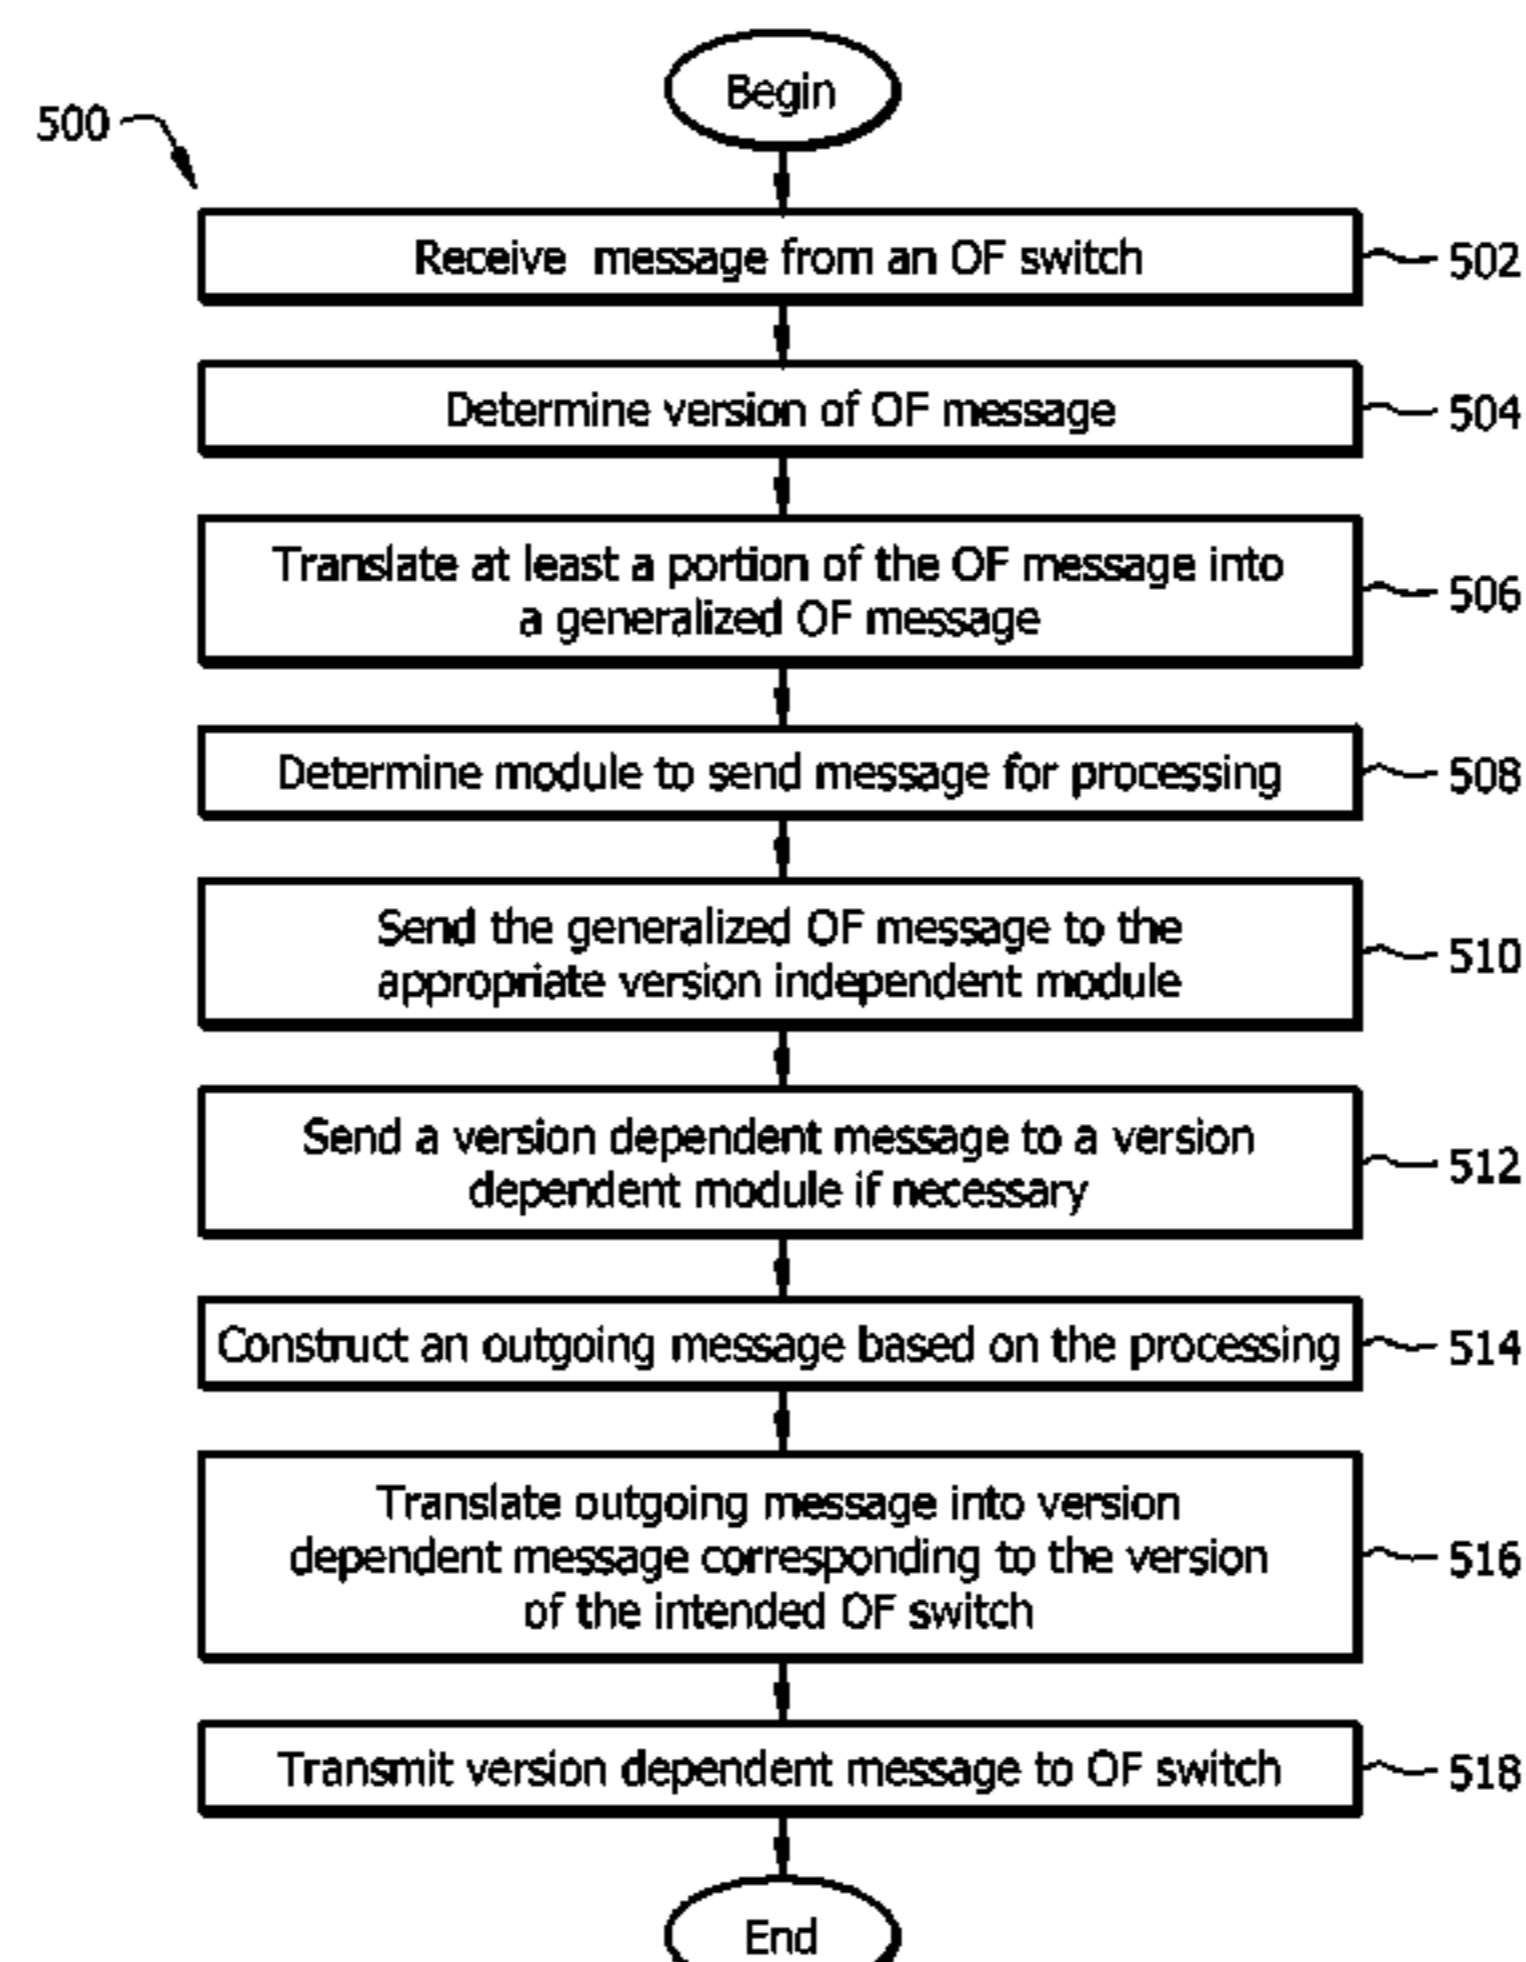 Begin
500
Receive message from an OF switch
502
Determine version of OF message
504
Translate at least a portion of the OF message into
a generalized OF message
506
Determine module to send message for processing
508
Send the generalized OF message to the
appropriate version independent module
510
Send a version dependent message to a version
dependent module if necessary
512
Construct an outgoing message based on the processing
514
Translate outgoing message into version
dependent message corresponding to the version
of the intended OF switch
516
Transmit version dependent message to OF switch
518
End